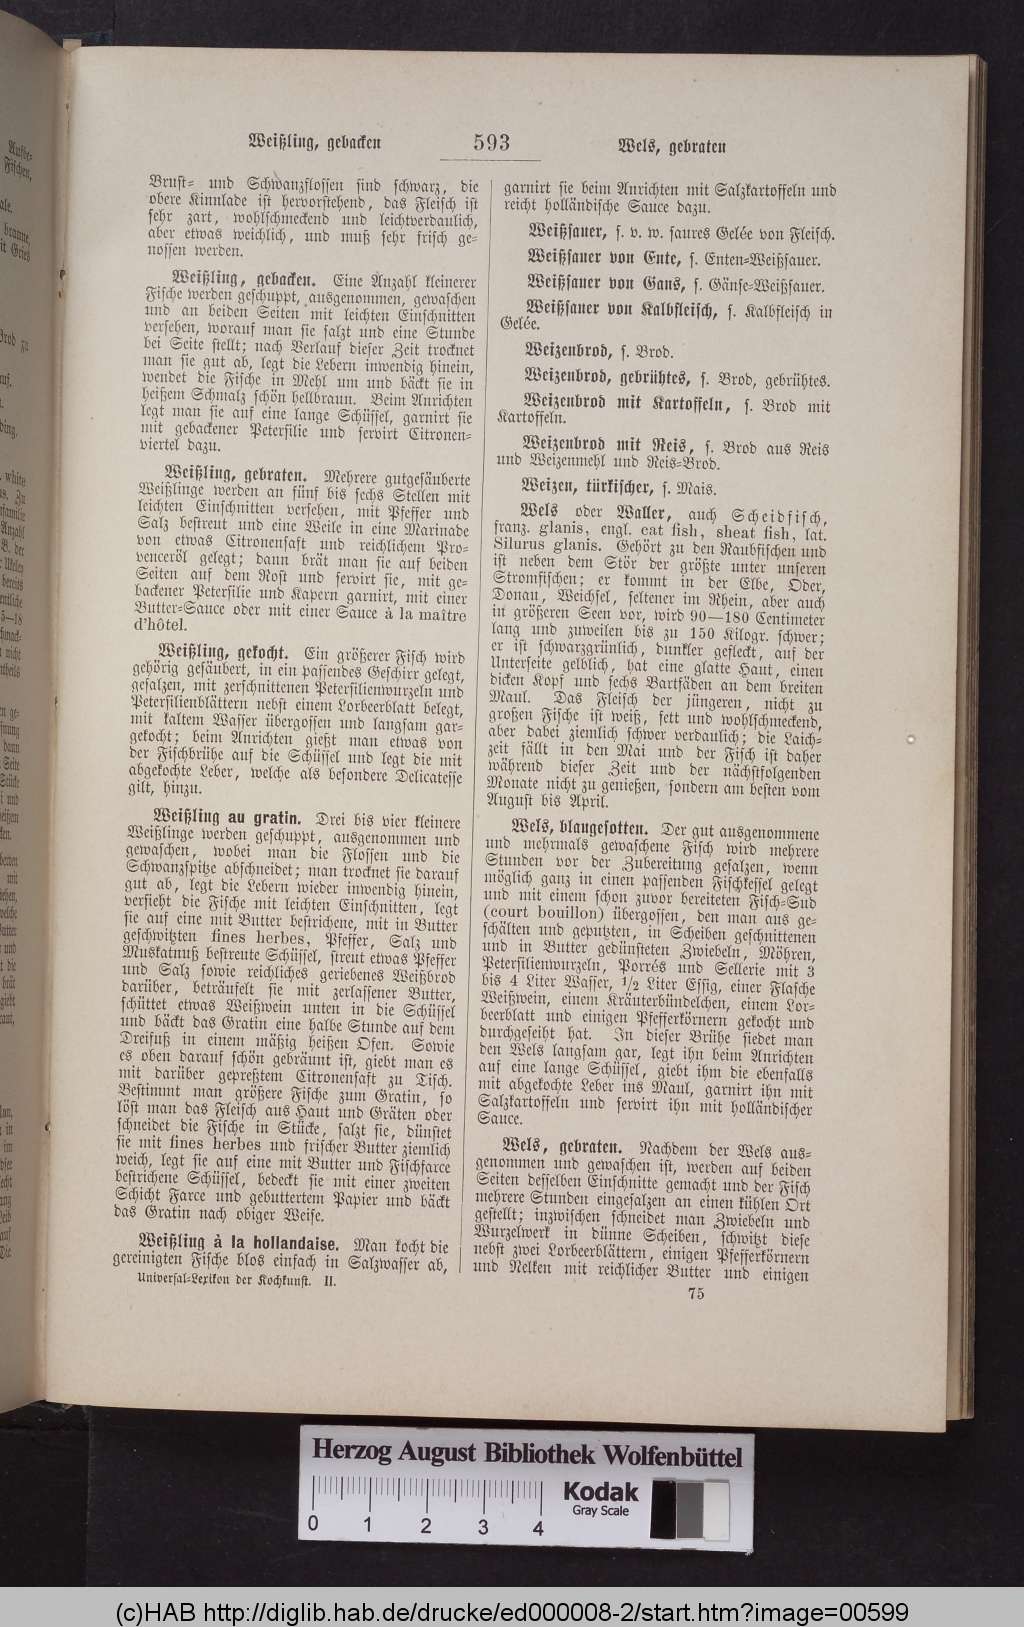 Weißling, gebacken 593 Wels, gebraten
Brust- und Schwanzflossen sind schwarz, die
obere Kinnlade ist hervorstehend, das Fleisch ist
sehr zart, wohlschmeckend und leichtverdaulich,
aber etwas weichlich, und muß sehr frisch ge-
nossen werden.
Weißling, gebacken. Eine Anzahl kleinerer
Fische werden geschuppt, ausgenommen, gewaschen
und an beiden Seiten mit leichten Einschnitten
versehen, worauf man sie salzt und eine Stunde
bei Seite stellt; nach Verlauf dieser Zeit trocknet
man sie gut ab, legt die Lebern inwendig hinein,
wendet die Fische in Mehl um und bäckt sie in
heißem Schmalz schön hellbraun. Beim Anrichten
legt man sie auf eine lange Schüssel, garnirt sie
mit gebackener Petersilie und servirt Citronen-
viertel dazu.
Weißling, gebraten. Mehrere gutgesäuberte
Weißlinge werden an fünf bis sechs Stellen mit
leichten Einschnitten versehen, mit Pfeffer und
Salz bestreut und eine Weile in eine Marinade
von etwas Citronensaft und reichlichem Pro-
venceröl gelegt; dann brät man sie auf beiden
Seiten auf dem Rost und servirt sie, mit ge-
backener Petersilie und Kapern garnirt, mit einer
Butter-Sauce oder mit einer Sauce à la maître
d'hôtel.
Weißling, gekocht. Ein größerer Fisch wird
gehörig gesäubert, in ein passendes Geschirr gelegt,
gesalzen, mit zerschnittenen Petersilienwurzeln und
Petersilienblättern nebst einem Lorbeerblatt belegt,
mit kaltem Wasser übergossen und langsam gar-
gekocht; beim Anrichten gießt man etwas von
der Fischbrühe auf die Schüssel und legt die mit
abgekochte Leber, welche als besondere Delicatesse
gilt, hinzu.
Weißling au gratin. Drei bis vier kleinere
Weißlinge werden geschuppt, ausgenommen und
gewaschen, wobei man die Flossen und die
Schwanzspitze abschneidet; man trocknet sie darauf
gut ab, legt die Lebern wieder inwendig hinein,
versieht die Fische mit leichten Einschnitten, legt
sie auf eine mit Butter bestrichene, mit in Butter
geschwitzten fines herbes, Pfeffer, Salz und
Muskatnuß bestreute Schüssel, streut etwas Pfeffer
und Salz sowie reichliches geriebenes Weißbrod
darüber, beträufelt sie mit zerlassener Butter,
schüttet etwas Weißwein unten in die Schüssel
und bäckt das Gratin eine halbe Stunde auf dem
Dreifuß in einem mäßig heißen Ofen. Sowie
es oben darauf schön gebräunt ist, giebt man es
mit darüber gepreßtem Citronensaft zu Tisch.
Bestimmt man größere Fische zum Gratin, so
löst man das Fleisch aus Haut und Gräten oder
schneidet die Fische in Stücke, salzt sie, dünstet
sie mit fines herbes und frischer Butter ziemlich
weich, legt sie auf eine mit Butter und Fischfarce
bestrichene Schüssel, bedeckt sie mit einer zweiten
Schicht Farce und gebuttertem Papier und bäckt
das Gratin nach obiger Weise.
Weißling à la hollandaise. Man kocht die
gereinigten Fische blos einfach in Salzwasser ab,
Universal-Lexikon der Kochkunst. II.
garnirt sie beim Anrichten mit Salzkartoffeln und
reicht holländische Sauce dazu.
Weißsauer, s. v. w. saures Gelée von Fleisch.
Weißsauer von Ente, s. Enten-Weißsauer.
Weißsauer von Gans, s. Gänse-Weißsauer.
Weißsauer von Kalbfleisch, s. Kalbfleisch in
Gelée.
Weizenbrod, s. Brod.
Weizenbrod, gebrühtes, s. Brod, gebrühtes.
Weizenbrod mit Kartoffeln, s. Brod mit
Kartoffeln.
Weizenbrod mit Reis, s. Brod aus Reis
und Weizenmehl und Reis-Brod.
Weizen, türkischer, s. Mais.
Wels oder Waller, auch Scheidfisch,
franz. glanis, engl. cat fish, sheat fish, lat.
Silurus glanis. Gehört zu den Raubfischen und
ist neben dem Stör der größte unter unseren
Stromfischen; er kommt in der Elbe, Oder,
Donau, Weichsel, seltener im Rhein, aber auch
in größeren Seen vor, wird 90—180 Centimeter
lang und zuweilen bis zu 150 Kilogr. schwer;
er ist schwarzgrünlich, dunkler gefleckt, auf der
Unterseite gelblich, hat eine glatte Haut, einen
dicken Kopf und sechs Bartfäden an dem breiten
Maul. Das Fleisch der jüngeren, nicht zu
großen Fische ist weiß, fett und wohlschmeckend,
aber dabei ziemlich schwer verdaulich; die Laich-
zeit fällt in den Mai und der Fisch ist daher
während dieser Zeit und der nächstfolgenden
Monate nicht zu genießen, sondern am besten vom
August bis April.
Wels, blaugesotten. Der gut ausgenommene
und mehrmals gewaschene Fisch wird mehrere
Stunden vor der Zubereitung gesalzen, wenn
möglich ganz in einen passenden Fischkessel gelegt
und mit einem schon zuvor bereiteten Fisch-Sud
(court bouillon) übergossen, den man aus ge-
schälten und geputzten, in Scheiben geschnittenen
und in Butter gedünsteten Zwiebeln, Möhren,
Petersilienwurzeln, Porrés und Sellerie mit 3
bis 4 Liter Wasser, 1/2 Liter Essig, einer Flasche
Weißwein, einem Kräuterbündelchen, einem Lor-
beerblatt und einigen Pfefferkörnern gekocht und
durchgeseiht hat. In dieser Brühe siedet man
den Wels langsam gar, legt ihn beim Anrichten
auf eine lange Schüssel, giebt ihm die ebenfalls
mit abgekochte Leber ins Maul, garnirt ihn mit
Salzkartoffeln und servirt ihn mit holländischer
Sauce.
Wels, gebraten. Nachdem der Wels aus-
genommen und gewaschen ist, werden auf beiden
Seiten desselben Einschnitte gemacht und der Fisch
mehrere Stunden eingesalzen an einen kühlen Ort
gestellt; inzwischen schneidet man Zwiebeln und
Wurzelwerk in dünne Scheiben, schwitzt diese
nebst zwei Lorbeerblättern, einigen Pfefferkörnern
und Nelken mit reichlicher Butter und einigen
75
Herzog August Bibliothek Wolfenbüttel
Kodak
Gray Scale
0 1 2 3 4
(c)HAB http://diglib.hab.de/drucke/ed000008-2/start.htm?image=00599